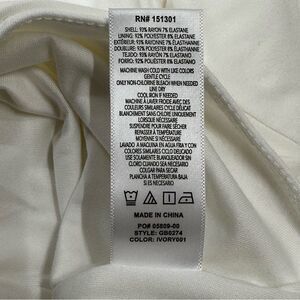 RN# 151301
SHELL: 93% RAYON 7% ELASTANE
LINING: 92% POLYESTER 8% ELASTANE
EXTÉRIEUR: 93% RAYONNE 7% ÉLASTHANNE
DOUBLURE: 92% POLYESTER 8% ÉLASTHANNE
TEJIDO: 93% RAYÓN 7% ELASTANO
FORRO: 92% POLIÉSTER 8% ELASTANO
MACHINE WASH COLD WITH LIKE COLORS
GENTLE CYCLE
ONLY NON-CHLORINE BLEACH WHEN NEEDED
LINE DRY
COOL IRON IF NEEDED
MACHINE À LAVER FROIDE AVEC DES
COULEURS SIMILAIRES CYCLE DÉLICAT
BLANCHIMENT SANS CHLORE UNIQUEMENT
LORSQUE NÉCESSAIRE
SUSPENDRE POUR FAIRE SÉCHER
REPASSER À TEMPÉRATURE
MOYENNE SI NÉCESSAIRE
LAVADO A MÁQUINA EN AGUA FRÍA Y CON
COLORES SIMILARES CICLO DELICADO
USE SOLAMENTE BLANQUEADOR SIN
CLORO CUANDO SEA NECESARIO
COLGAR PARA SECAR
PLANCHA A TEMPERATURA BAJA
SI ES NECESARIO
MADE IN CHINA
PO# 05809-00
STYLE: GB0274
COLOR: IVORY001